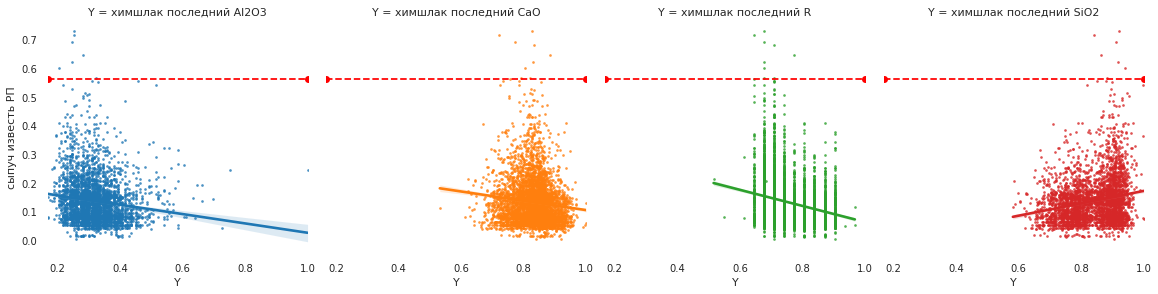 Y = химшлак последний Al2O3
Y = химшлак последний CaO
Y = химшлак последний R
Y = химшлак последний SiO2
сыпуч известь РП
0.7
0.6
0.5
0.4
0.3
0.2
0.1
0.0
0.2 0.4 0.6 0.8 1.0
0.2 0.4 0.6 0.8 1.0
0.2 0.4 0.6 0.8 1.0
0.2 0.4 0.6 0.8 1.0
Y
Y
Y
Y